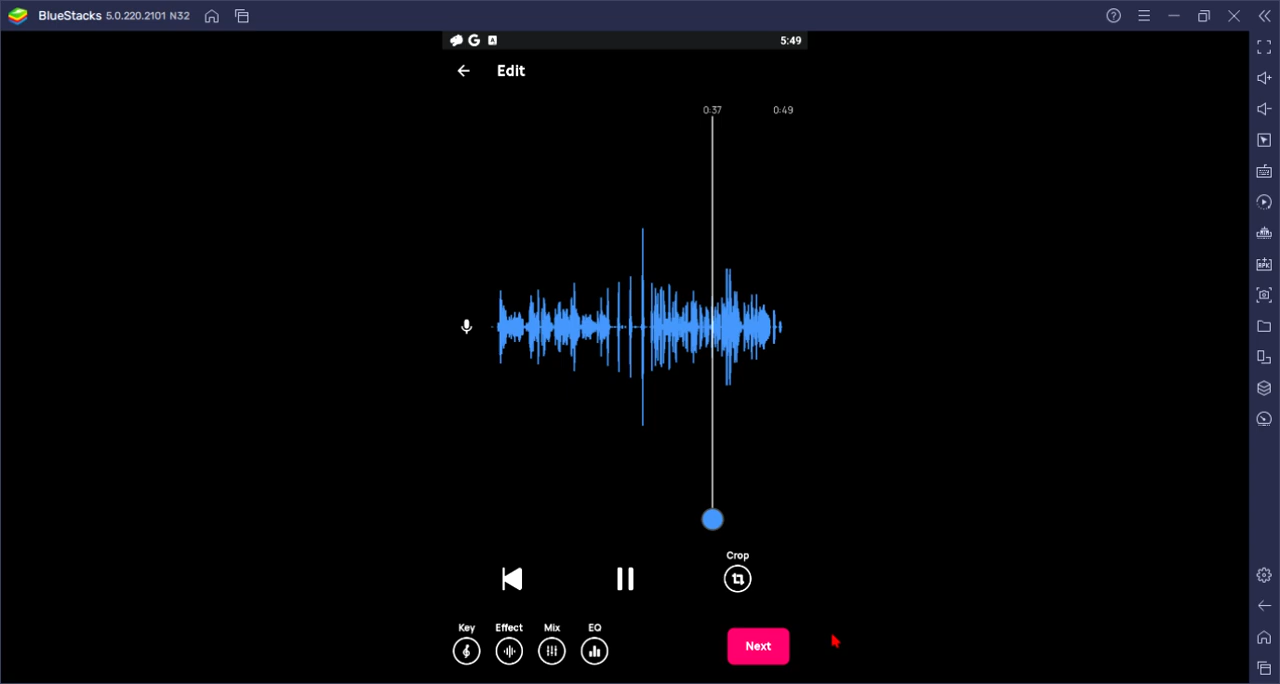 BlueStacks 5.0.220.2101 N32
G A 5:49
Edit
0:37 0:49
Crop
Key Effect Mix EQ
Next